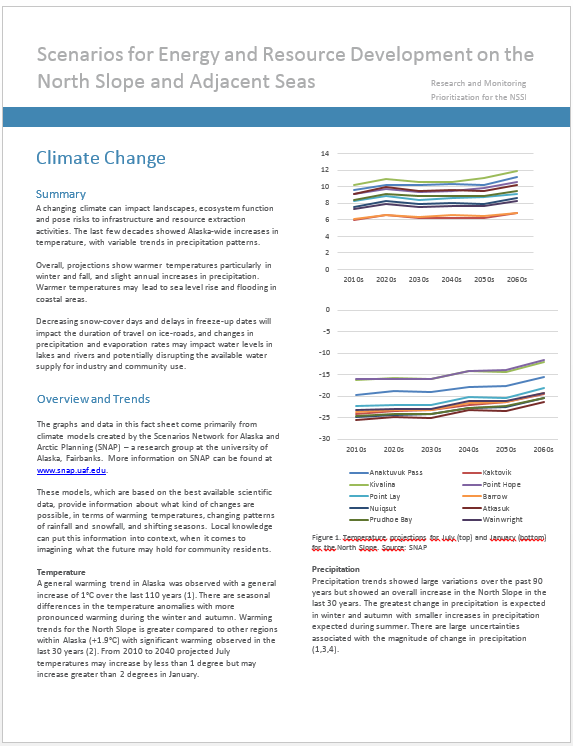 Scenarios for Energy and Resource Development on the
North Slope and Adjacent Seas
Research and Monitoring
Prioritization for the NSSI
Climate Change
Summary
A changing climate can impact landscapes, ecosystem function
and pose risks to infrastructure and resource extraction
activities. The last few decades showed Alaska-wide increases in
temperature, with variable trends in precipitation patterns.
Overall, projections show warmer temperatures particularly in
winter and fall, and slight annual increases in precipitation.
Warmer temperatures may lead to sea level rise and flooding in
coastal areas.
Decreasing snow-cover days and delays in freeze-up dates will
impact the duration of travel on ice-roads, and changes in
precipitation and evaporation rates may impact water levels in
lakes and rivers and potentially disrupting the available water
supply for industry and community use.
Overview and Trends
The graphs and data in this fact sheet come primarily from
climate models created by the Scenarios Network for Alaska and
Arctic Planning (SNAP) – a research group at the university of
Alaska, Fairbanks. More information on SNAP can be found at
www.snap.uaf.edu.
These models, which are based on the best available scientific
data, provide information about what kind of changes are
possible, in terms of warming temperatures, changing patterns
of rainfall and snowfall, and shifting seasons. Local knowledge
can put this information into context, when it comes to
imagining what the future may hold for community residents.
Temperature
A general warming trend in Alaska was observed with a general
increase of 1°C over the last 110 years (1). There are seasonal
differences in the temperature anomalies with more
pronounced warming during the winter and autumn. Warming
trends for the North Slope is greater compared to other regions
within Alaska (+1.9°C) with significant warming observed in the
last 30 years (2). From 2010 to 2040 projected July
temperatures may increase by less than 1 degree but may
increase greater than 2 degrees in January.
14
12
10
8
6
4
2
0
2010s 2020s 2030s 2040s 2050s 2060s
0
-5
-10
-15
-20
-25
-30
2010s 2020s 2030s 2040s 2050s 2060s
Anaktuvuk Pass Kaktovik
Kivalina Point Hope
Point Lay Barrow
Nuiqsut Atkasuk
Prudhoe Bay Wainwright
Figure 1. Temperature projections for July (top) and January (bottom)
for the North Slope. Source: SNAP
Precipitation
Precipitation trends showed large variations over the past 90
years but showed an overall increase in the North Slope in the
last 30 years. The greatest change in precipitation is expected
in winter and autumn with smaller increases in precipitation
expected during summer. There are large uncertainties
associated with the magnitude of change in precipitation
(1,3,4).